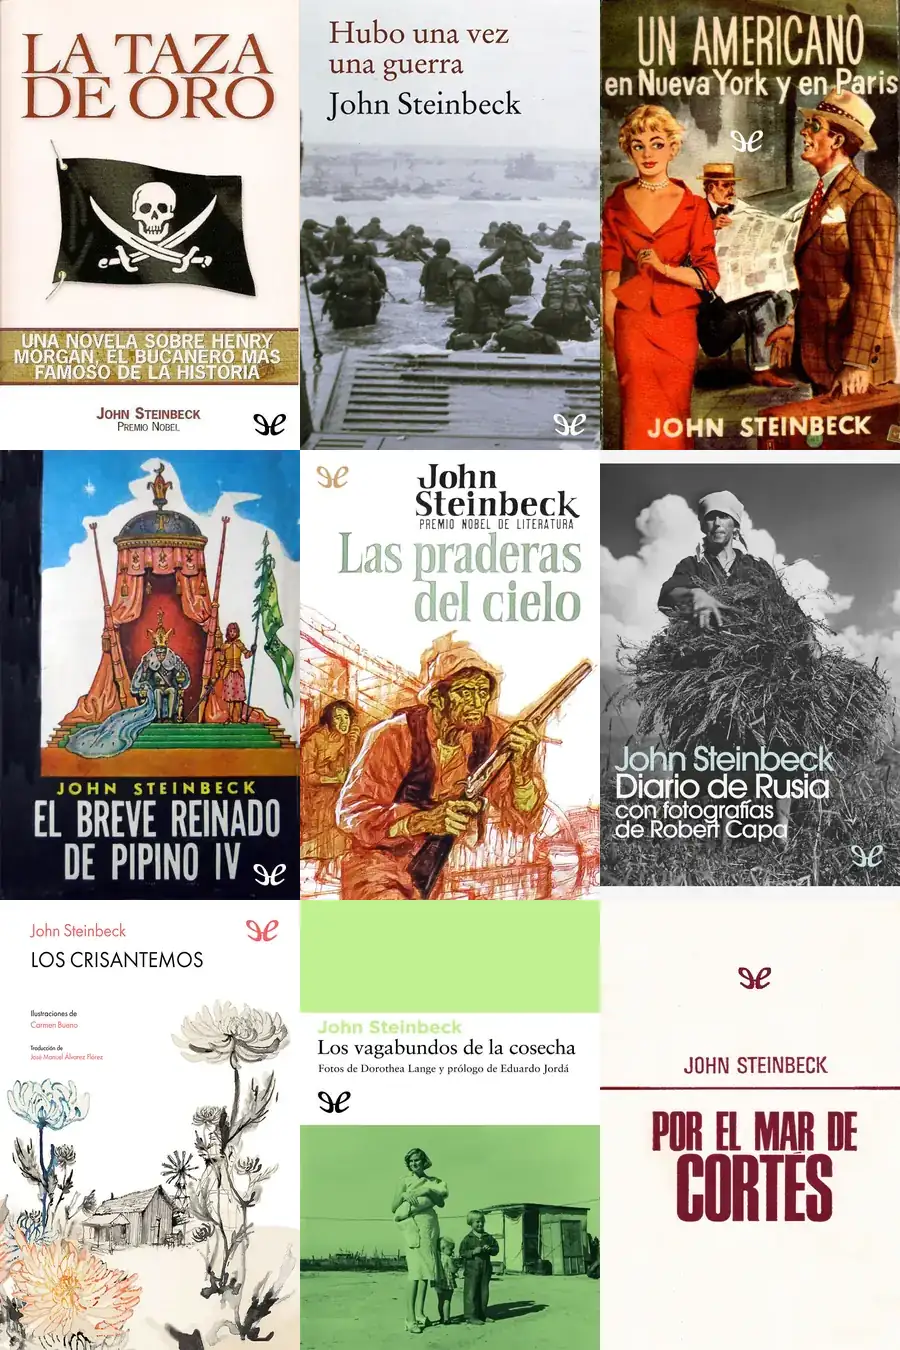 LA TAZA
DE ORO
UNA NOVELA SOBRE HENRY
MORGAN, EL BUCANERO MAS
FAMOSO DE LA HISTORIA
JOHN STEINBECK
PREMIO NOBEL
Hubo una vez
una guerra
John Steinbeck
UN AMERICANO
en Nueva York y en Paris
JOHN STEINBECK
JOHN STEINBECK
EL BREVE REINADO
DE PIPINO IV
John
Steinbeck
PREMIO NOBEL DE LITERATURA
Las praderas
del cielo
John Steinbeck
Diario de Rusia
con fotografías
de Robert Capa
John Steinbeck
LOS CRISANTEMOS
Ilustraciones de
Carmen Bueno
Traducción de
José Manuel Álvarez Flórez
John Steinbeck
Los vagabundos de la cosecha
Fotos de Dorothea Lange y prólogo de Eduardo Jordá
JOHN STEINBECK
POR EL MAR DE
CORTÉS